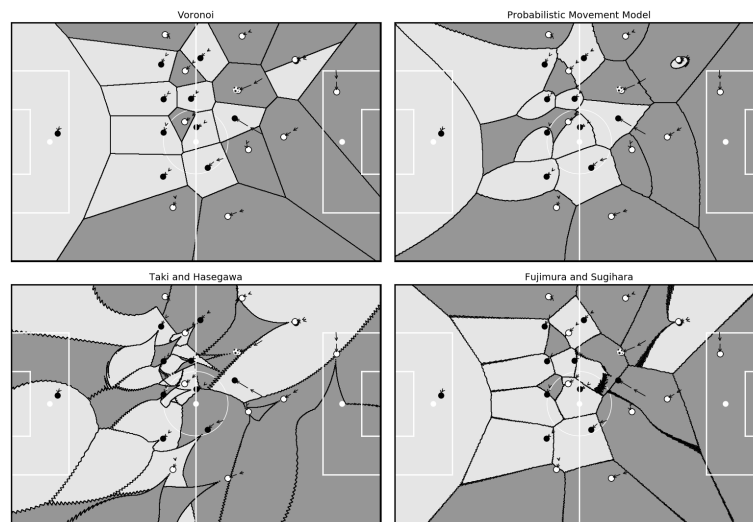 Voronoi
Probabilistic Movement Model
Taki and Hasegawa
Fujimura and Sugihara